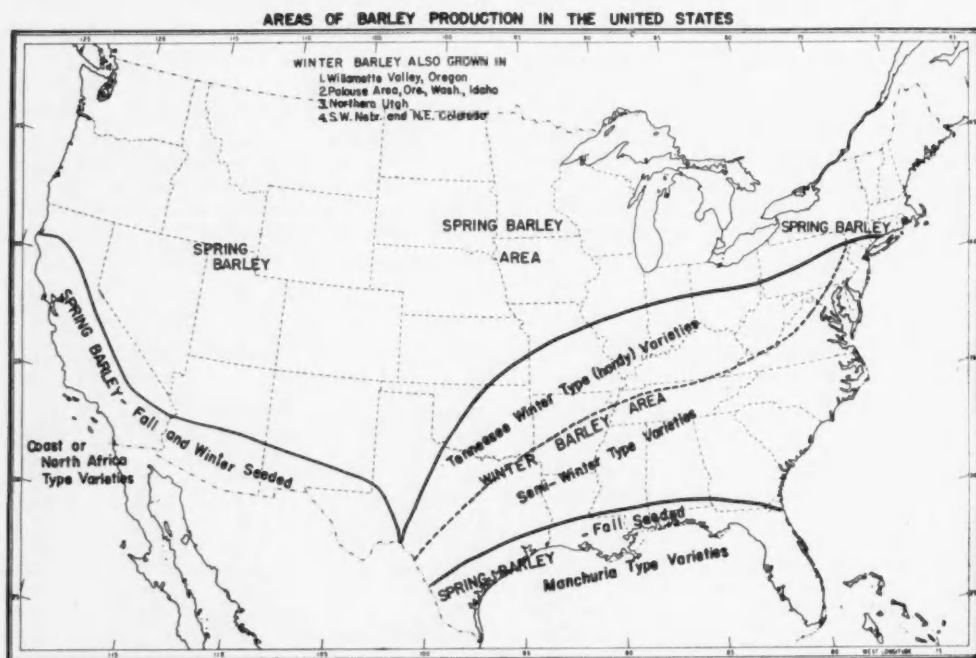 AREAS OF BARLEY PRODUCTION IN THE UNITED STATES
WINTER BARLEY ALSO GROWN IN
1. Willamette Valley, Oregon
2. Palouse Area, Ore., Wash., Idaho
3. Northern Utah
4. S.W. Nebr. and N.E. Colorado
SPRING BARLEY
AREA
SPRING BARLEY
SPRING
BARLEY
SPRING BARLEY - Fall and Winter Seeded
Coast or
North Africa
Type Varieties
Tennessee Winter Type (hardy) Varieties
WINTER BARLEY AREA
Semi-Winter Type Varieties
Fall Seeded
SPRING BARLEY
Manchuria Type Varieties
WEST LONGITUDE